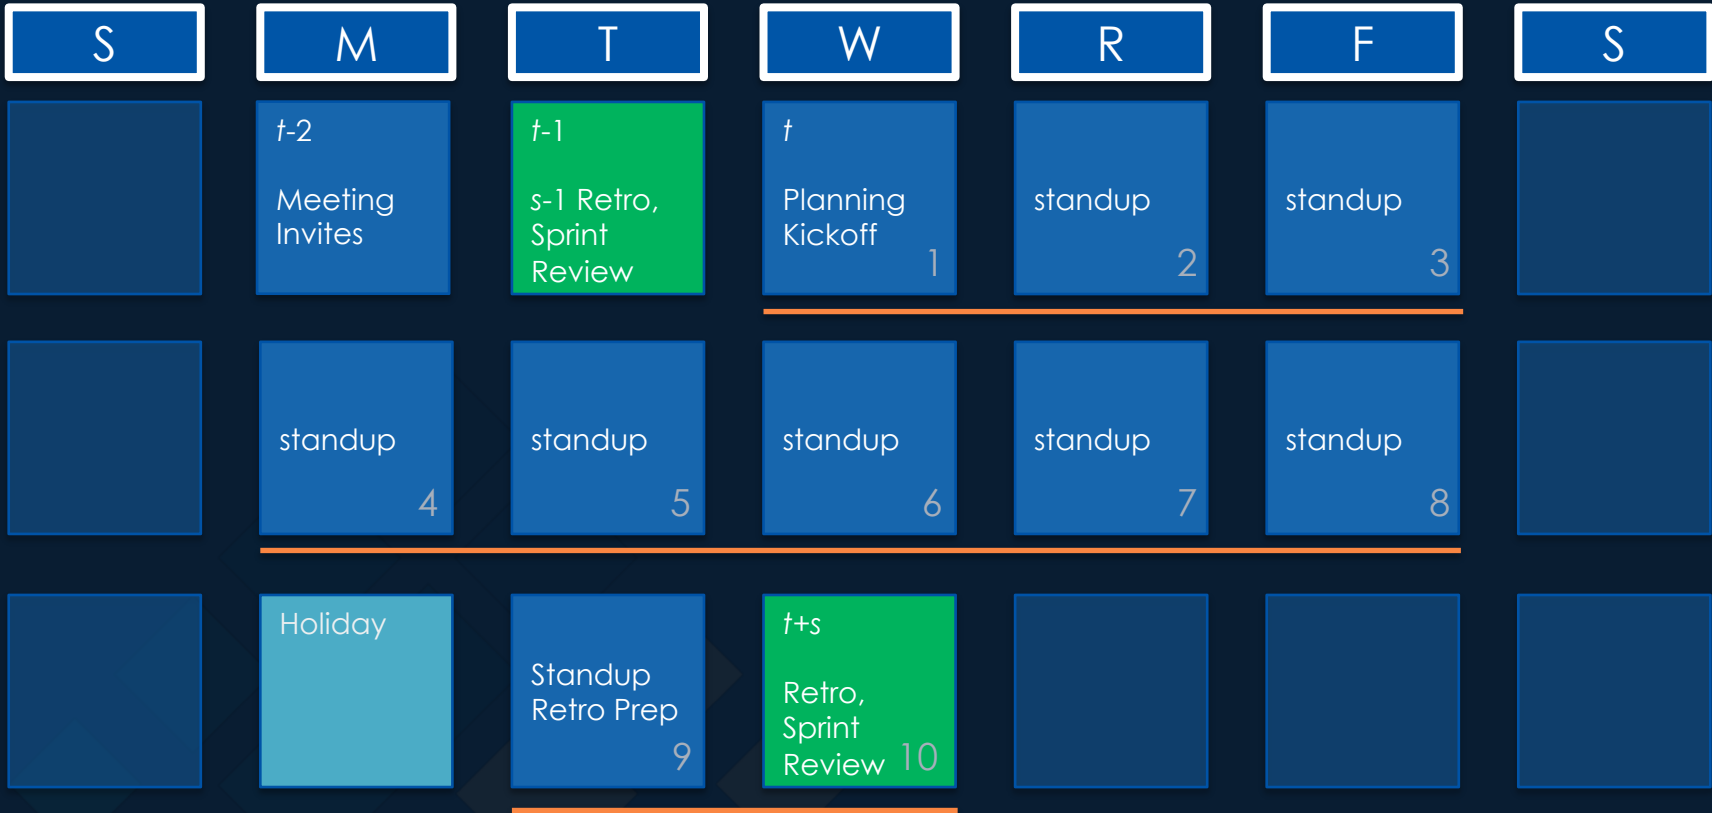 S
M
T
W
R
F
S
t-2
Meeting
Invites
t-1
s-1 Retro,
Sprint
Review
t
Planning
Kickoff
1
standup
2
standup
3
standup
4
standup
5
standup
6
standup
7
standup
8
Holiday
Standup
Retro Prep
9
t+s
Retro,
Sprint
Review
10